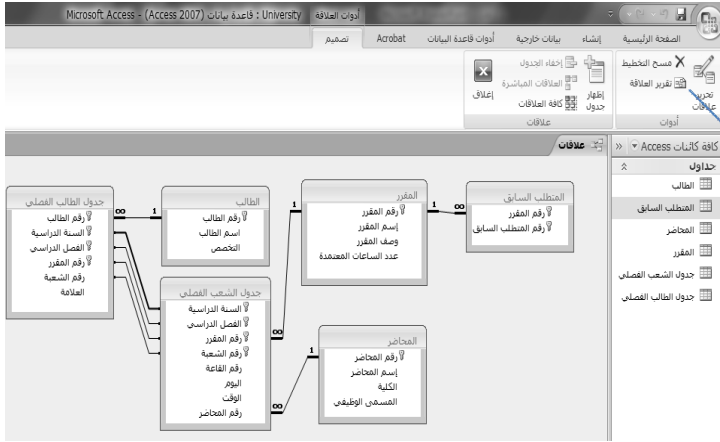 أدوات العلاقة
University : قاعدة بيانات (Access 2007) - Microsoft Access
الصفحة الرئيسية
إنشاء
بيانات خارجية
أدوات قاعدة البيانات
Acrobat
تصميم
تحرير علاقات
مسح التخطيط
تقرير العلاقة
أدوات
إظهار جدول
إخفاء الجدول
العلاقات المباشرة
كافة العلاقات
علاقات
إغلاق
كافة كائنات Access
«
جداول
الطالب
المتطلب السابق
المحاضر
المقرر
جدول الشعب الفصلي
جدول الطالب الفصلي
علاقات
المتطلب السابق
رقم المقرر
رقم المتطلب السابق
∞
1
المقرر
رقم المقرر
إسم المقرر
وصف المقرر
عدد الساعات المعتمدة
1
∞
الطالب
رقم الطالب
اسم الطالب
التخصص
1
∞
جدول الطالب الفصلي
رقم الطالب
السنة الدراسية
الفصل الدراسي
رقم المقرر
رقم الشعبة
العلامة
جدول الشعب الفصلي
السنة الدراسية
الفصل الدراسي
رقم المقرر
رقم الشعبة
رقم القاعة
اليوم
الوقت
رقم المحاضر
المحاضر
رقم المحاضر
إسم المحاضر
الكلية
المسمى الوظيفي
1
∞